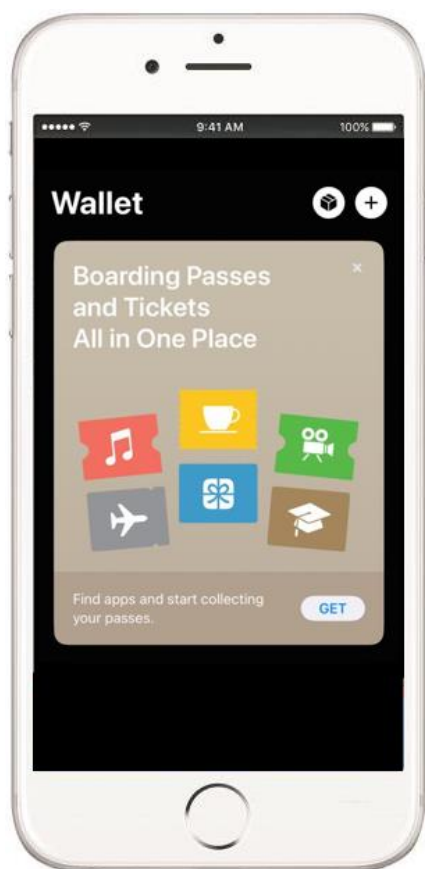 9:41 AM
100%
Wallet
Boarding Passes
and Tickets
All in One Place
Find apps and start collecting
your passes.
GET